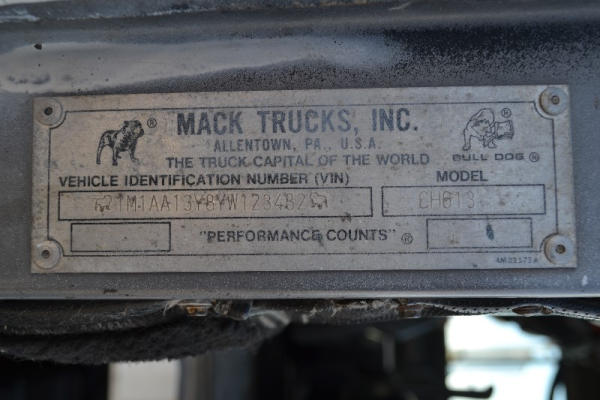 MACK TRUCKS, INC.
ALLENTOWN, PA., U.S.A.
THE TRUCK CAPITAL OF THE WORLD
BULL DOG ®
VEHICLE IDENTIFICATION NUMBER (VIN)
MODEL
CH613
"PERFORMANCE COUNTS" ®